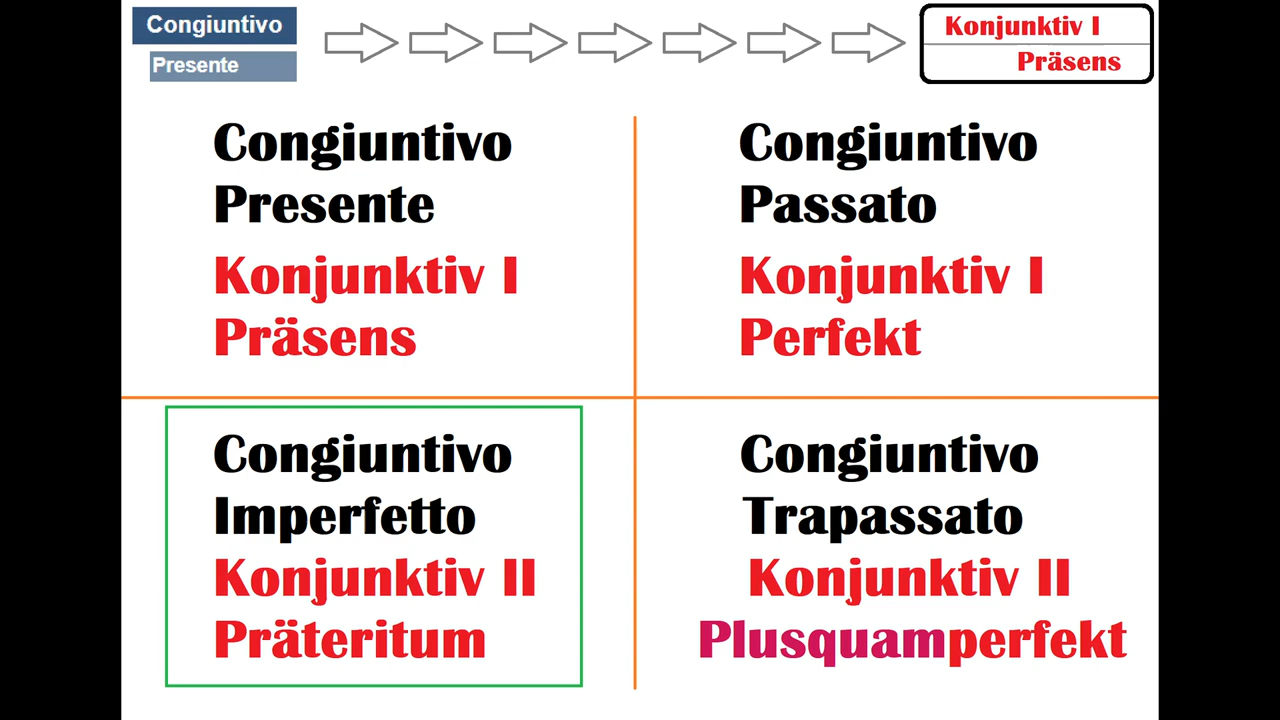 Congiuntivo
Presente
Konjunktiv I
Präsens
Congiuntivo
Presente
Konjunktiv I
Präsens
Congiuntivo
Passato
Konjunktiv I
Perfekt
Congiuntivo
Imperfetto
Konjunktiv II
Präteritum
Congiuntivo
Trapassato
Konjunktiv II
Plusquamperfekt